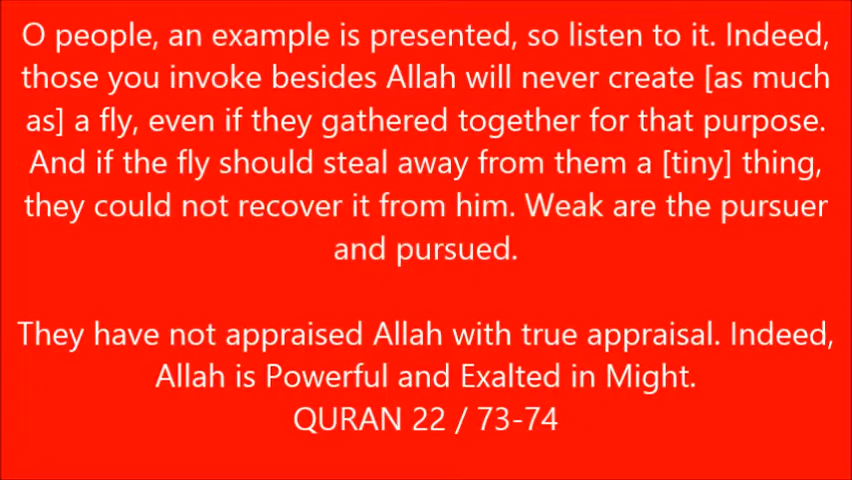 O people, an example is presented, so listen to it. Indeed,
those you invoke besides Allah will never create [as much
as] a fly, even if they gathered together for that purpose.
And if the fly should steal away from them a [tiny] thing,
they could not recover it from him. Weak are the pursuer
and pursued.
They have not appraised Allah with true appraisal. Indeed,
Allah is Powerful and Exalted in Might.
QURAN 22 / 73-74